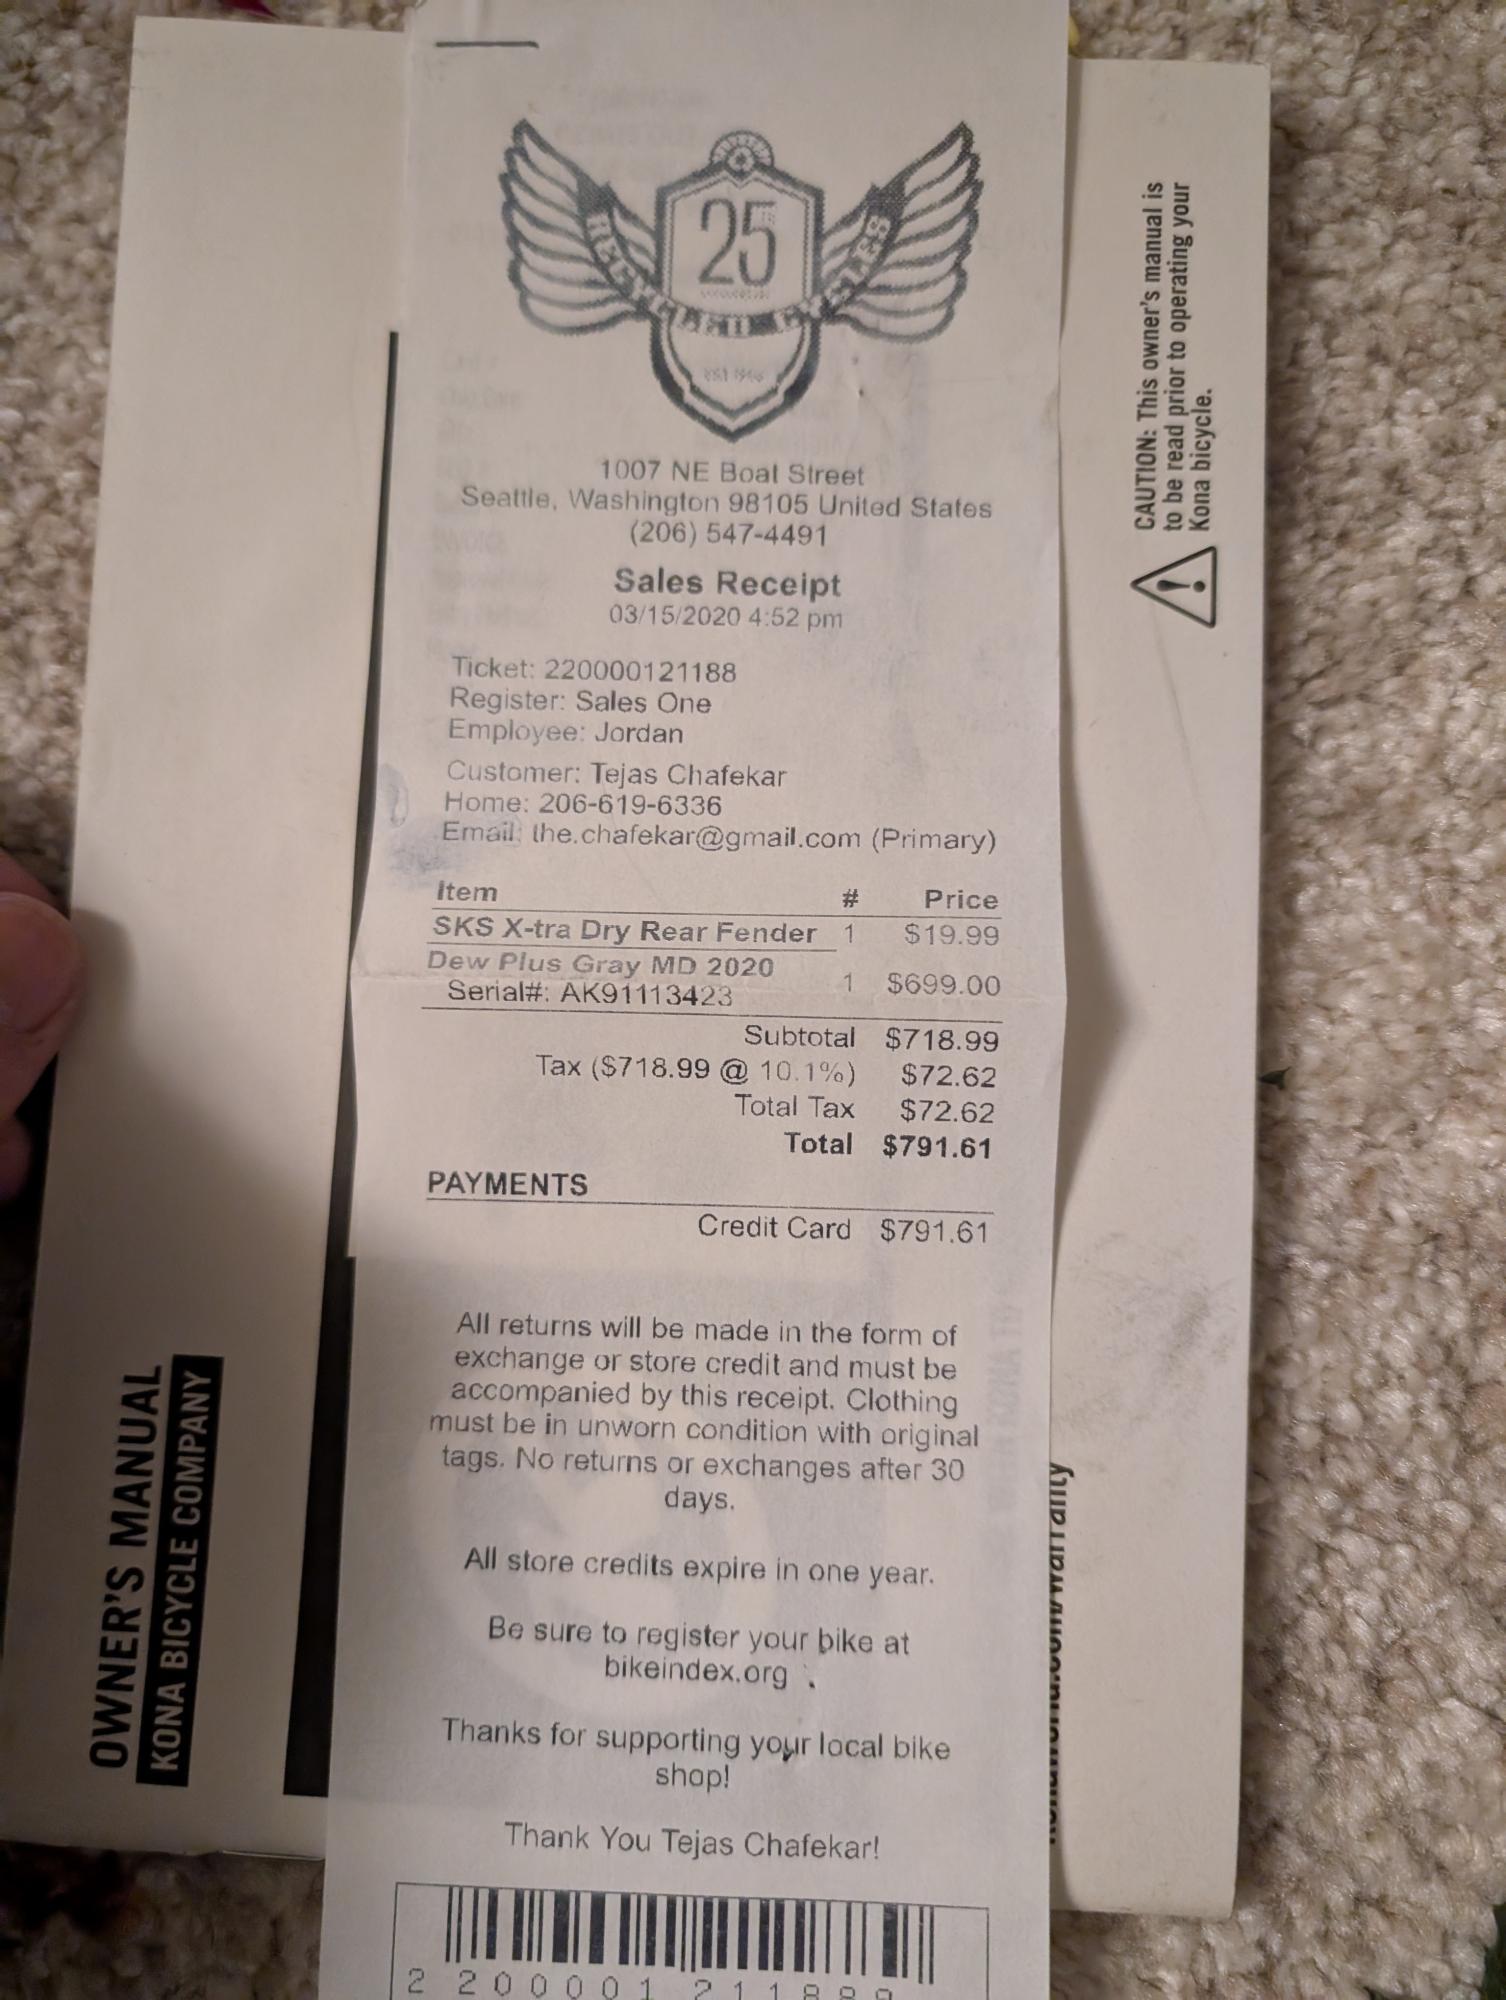 25
RECYCLED CYCLES
1007 NE Boat Street
Seattle, Washington 98105 United States
(206) 547-4491
Sales Receipt
03/15/2020 4:52 pm
Ticket: 220000121188
Register: Sales One
Employee: Jordan
Customer: Tejas Chafekar
Home: 206-619-6336
Email: the.chafekar@gmail.com (Primary)
Item # Price
SKS X-tra Dry Rear Fender 1 $19.99
Dew Plus Gray MD 2020
Serial#: AK91113423 1 $699.00
Subtotal $718.99
Tax ($718.99 @ 10.1%) $72.62
Total Tax $72.62
Total $791.61
PAYMENTS
Credit Card $791.61
All returns will be made in the form of
exchange or store credit and must be
accompanied by this receipt. Clothing
must be in unworn condition with original
tags. No returns or exchanges after 30
days.
All store credits expire in one year.
Be sure to register your bike at
bikeindex.org
Thanks for supporting your local bike
shop!
Thank You Tejas Chafekar!
OWNER'S MANUAL
KONA BICYCLE COMPANY
CAUTION: This owner's manual is
to be read prior to operating your
Kona bicycle.